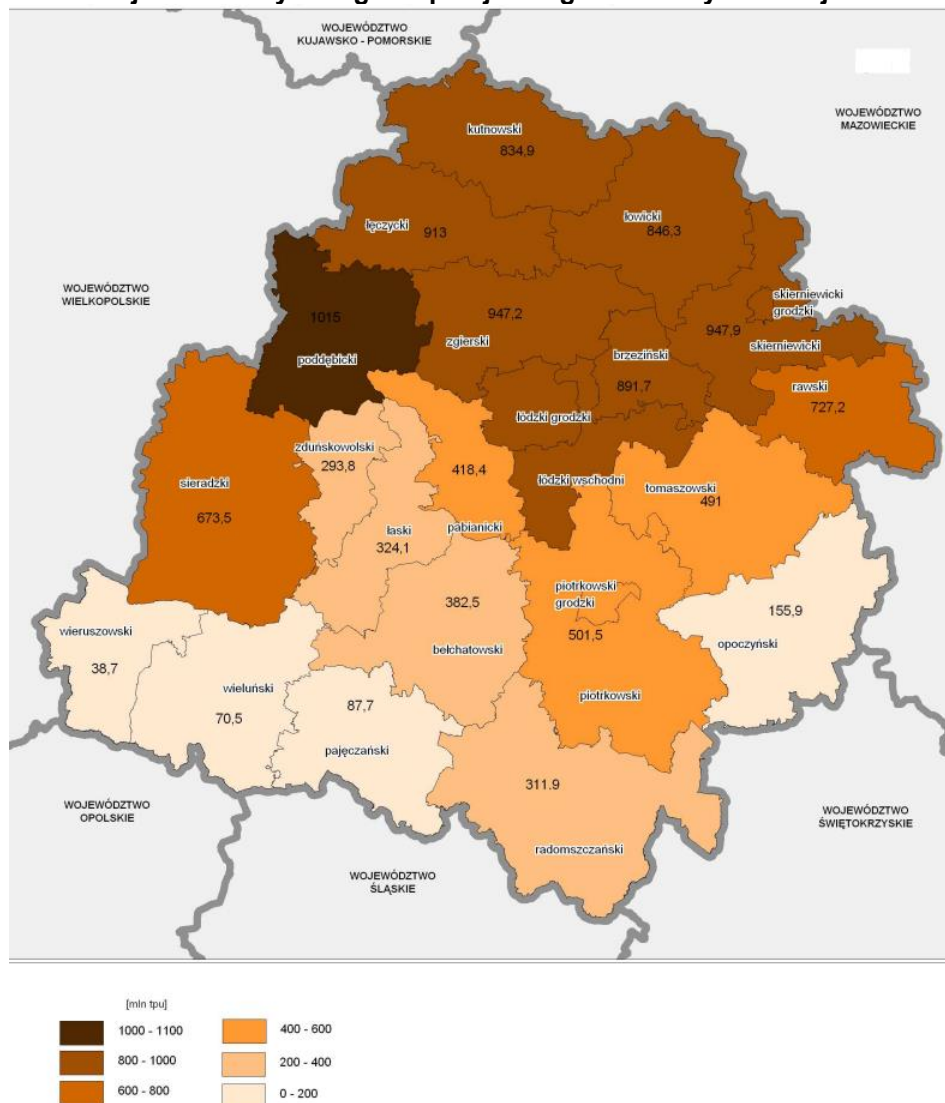 WOJEWÓDZTWO
KUJAWSKO - POMORSKIE
WOJEWÓDZTWO
MAZOWIECKIE
kutnowski
834,9
łęczycki 913
łowicki
846,3
WOJEWÓDZTWO
WIELKOPOLSKIE
skierniewicki
grodzki
1015
poddębicki
947,2
zgierski
947,9
skierniewicki
brzeziński
891,7
rawski
727,2
łódzki grodzki
zduńskowolski
293,8
418,4
pabianicki
łódzki wschodni
tomaszowski
491
sieradzki
673,5
łaski
324,1
piotrkowski
grodzki
501,5
piotrkowski
382,5
bełchatowski
155,9
opoczyński
wieruszowski
38,7
wieluński
70,5
87,7
pajęczański
311.9
radomszczański
WOJEWÓDZTWO
OPOLSKIE
WOJEWÓDZTWO
ŚLĄSKIE
WOJEWÓDZTWO
ŚWIĘTOKRZYSKIE
[mln tpu]
1000 - 1100
800 - 1000
600 - 800
400 - 600
200 - 400
0 - 200